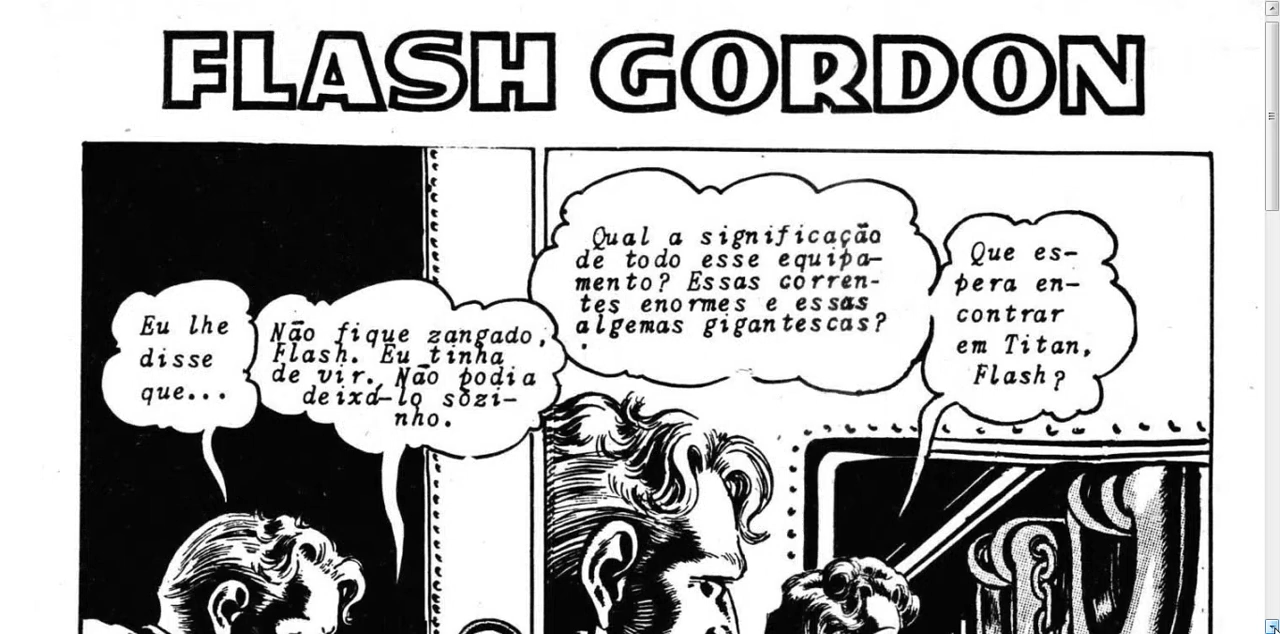 FLASH GORDON
Eu lhe
disse
que...
Não fique zangado,
Flash. Eu tinha
de vir. Não podia
deixá-lo sòzi-
nho.
Qual a significação
de todo esse equipa-
mento? Essas corren-
tes enormes e essas
algemas gigantescas?
Que es-
pera en-
contrar
em Titan,
Flash?